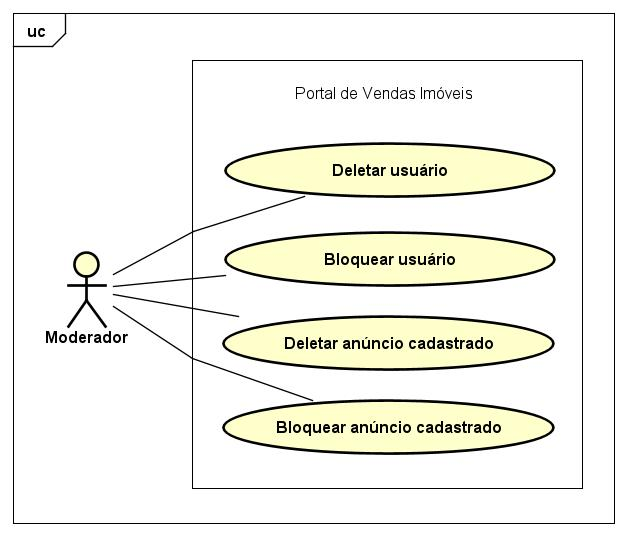 uc
Portal de Vendas Imóveis
Deletar usuário
Bloquear usuário
Moderador
Deletar anúncio cadastrado
Bloquear anúncio cadastrado